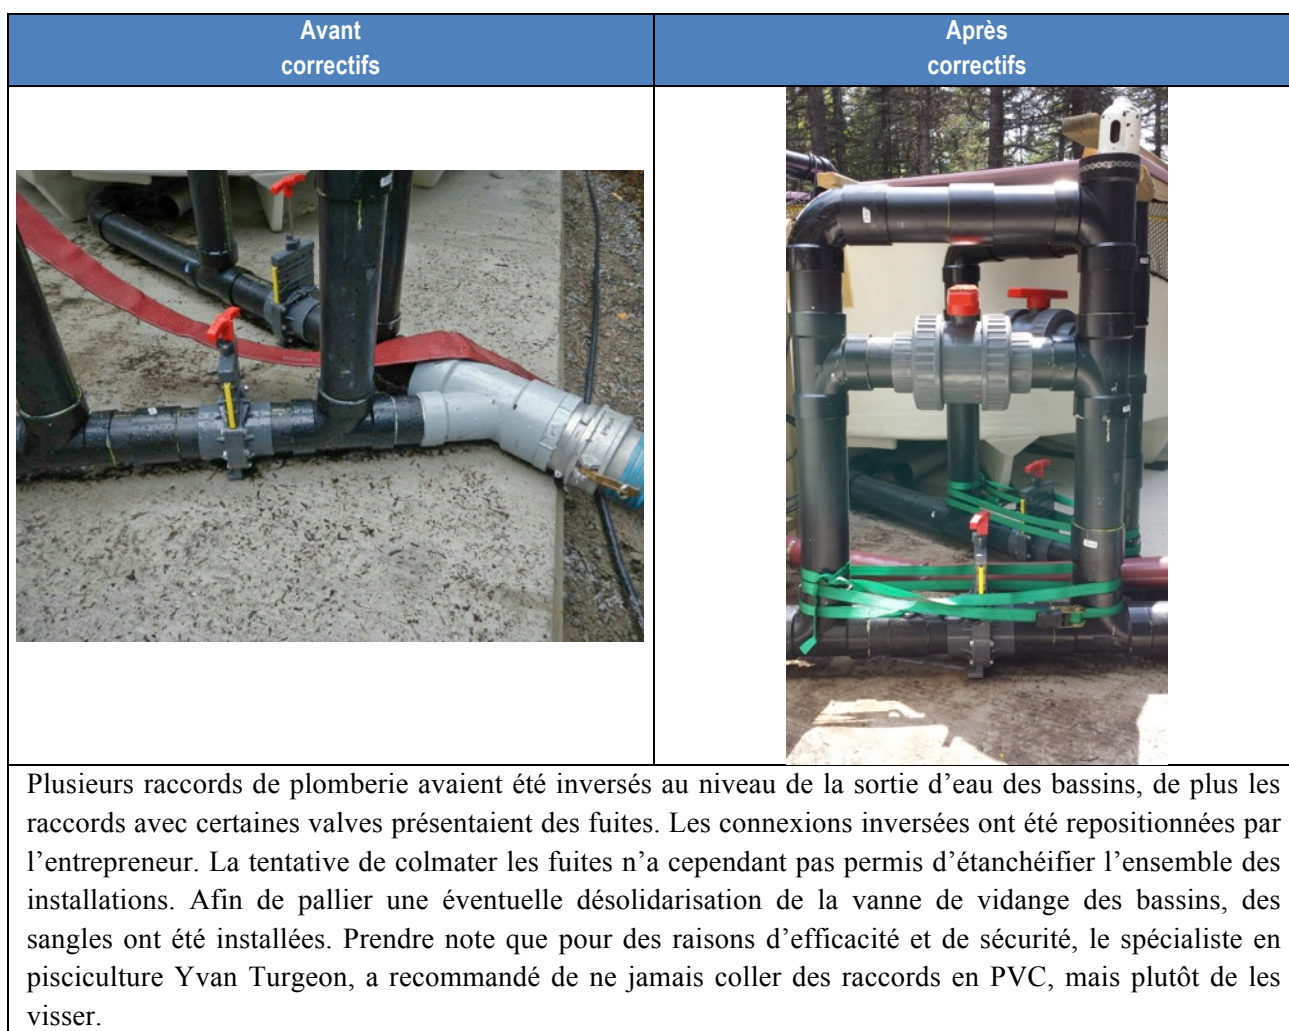 Avant
correctifs
Après
correctifs
Plusieurs raccords de plomberie avaient été inversés au niveau de la sortie d’eau des bassins, de plus les
raccords avec certaines valves présentaient des fuites. Les connexions inversées ont été repositionnées par
l’entrepreneur. La tentative de colmater les fuites n’a cependant pas permis d’étanchéifier l’ensemble des
installations. Afin de pallier une éventuelle désolidarisation de la vanne de vidange des bassins, des
sangles ont été installées. Prendre note que pour des raisons d’efficacité et de sécurité, le spécialiste en
pisciculture Yvan Turgeon, a recommandé de ne jamais coller des raccords en PVC, mais plutôt de les
visser.